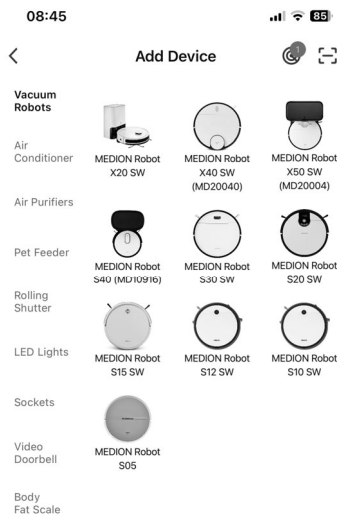 08:45
85
Add Device
1
Vacuum
Robots
Air
Conditioner
Air Purifiers
Pet Feeder
Rolling
Shutter
LED Lights
Sockets
Video
Doorbell
Body
Fat Scale
MEDION Robot
X20 SW
MEDION Robot
X40 SW
(MD20040)
MEDION Robot
X50 SW
(MD20004)
MEDION Robot
S40 (MD10916)
MEDION Robot
S30 SW
MEDION Robot
S20 SW
MEDION Robot
S15 SW
MEDION Robot
S12 SW
MEDION Robot
S10 SW
MEDION Robot
S05